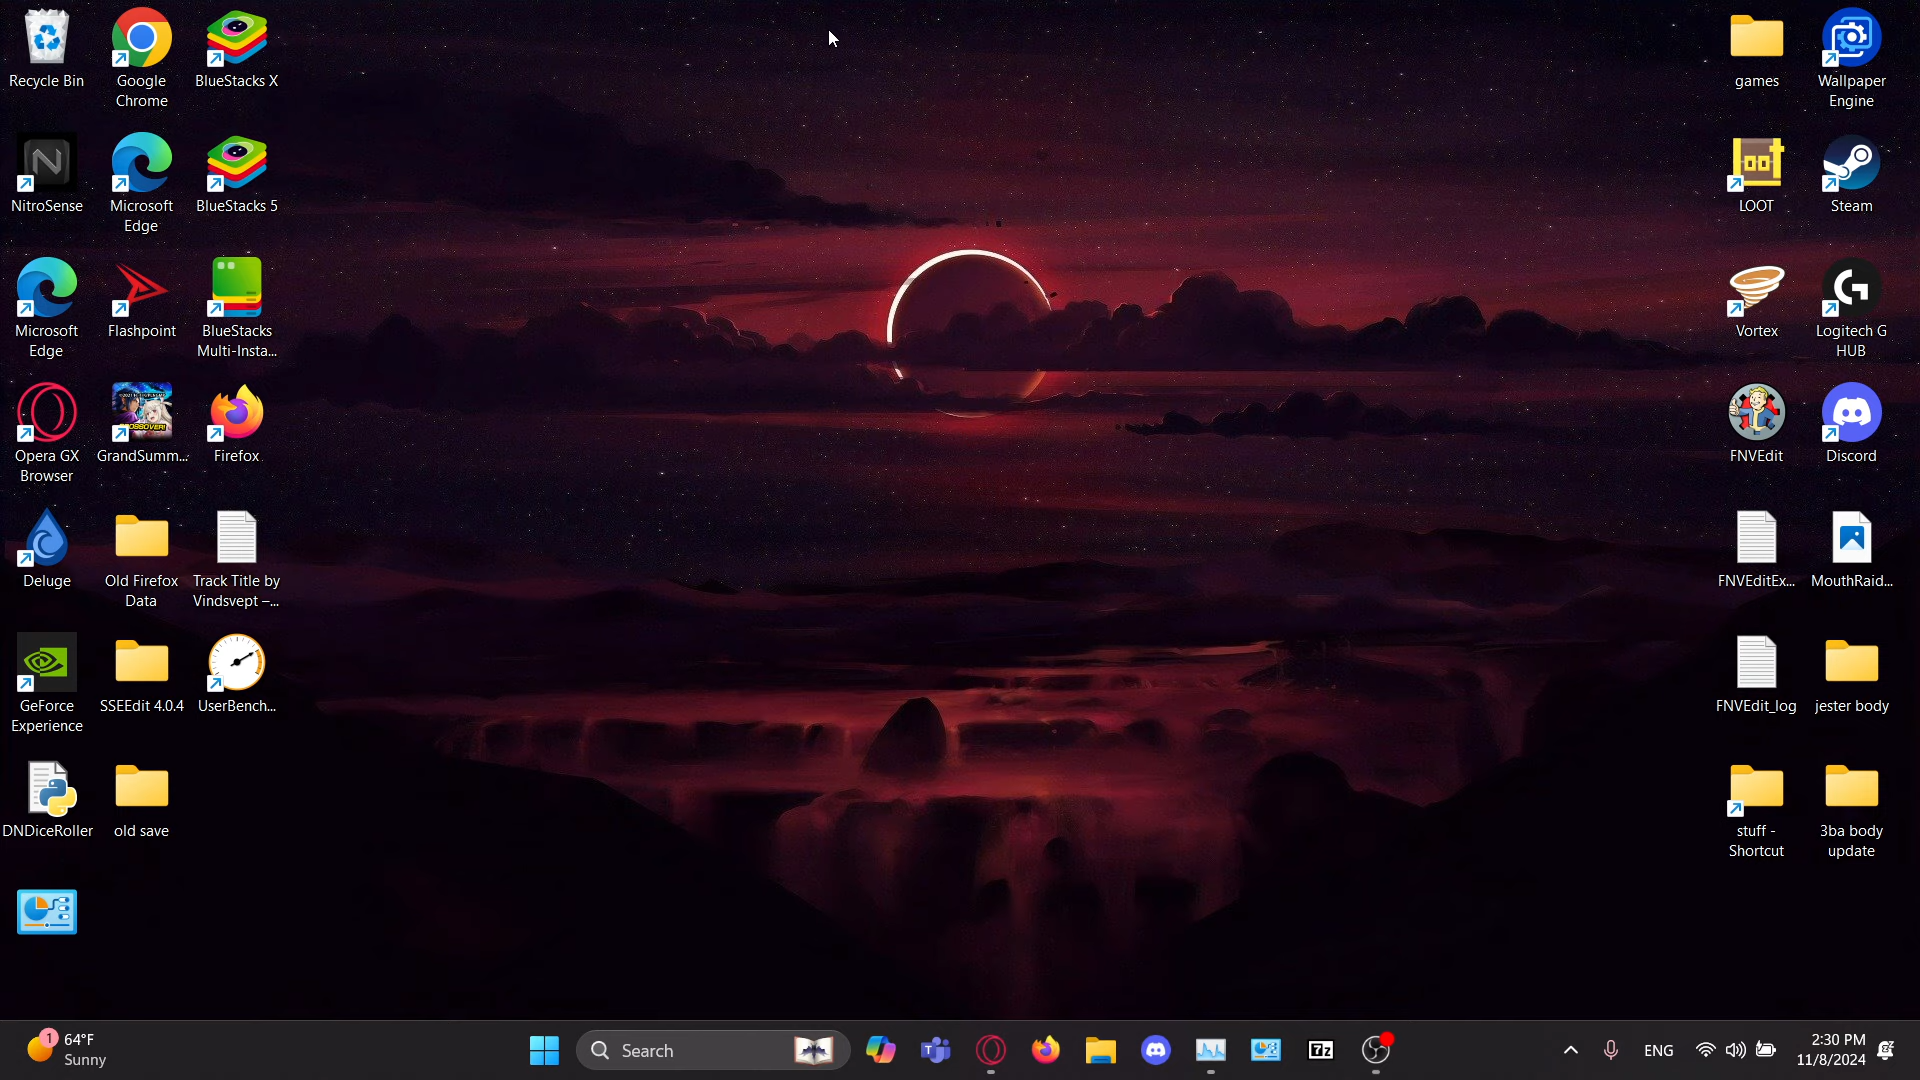 Recycle Bin
Google
Chrome
BlueStacks X
NitroSense
Microsoft
Edge
BlueStacks 5
Microsoft
Edge
Flashpoint
BlueStacks
Multi-Insta...
Opera GX
Browser
GrandSumm...
Firefox
Deluge
Old Firefox
Data
Track Title by
Vindsvept –...
GeForce
Experience
SSEEdit 4.0.4
UserBench...
DNDiceRoller
old save
games
Wallpaper
Engine
LOOT
Steam
Vortex
Logitech G
HUB
FNVEdit
Discord
FNVEditEx...
MouthRaid...
FNVEdit_log
jester body
stuff -
Shortcut
3ba body
update
1
64°F
Sunny
Search
7z
ENG
2:30 PM
11/8/2024